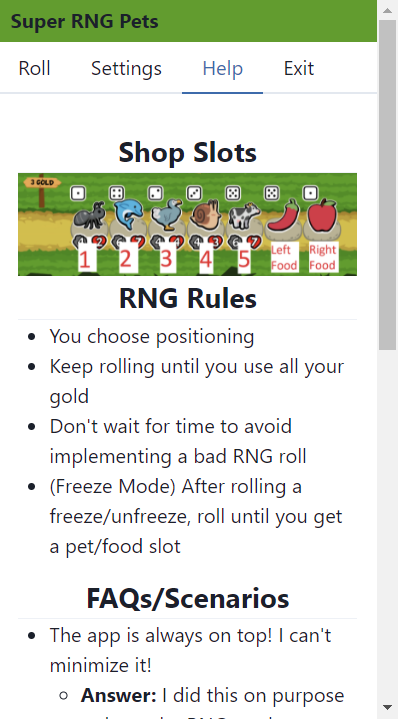 Super RNG Pets
Roll Settings Help Exit
Shop Slots
3 GOLD
1 2 3 4 5 Left Food Right Food
RNG Rules
You choose positioning
Keep rolling until you use all your
gold
Don't wait for time to avoid
implementing a bad RNG roll
(Freeze Mode) After rolling a
freeze/unfreeze, roll until you get
a pet/food slot
FAQs/Scenarios
The app is always on top! I can't
minimize it!
Answer: I did this on purpose